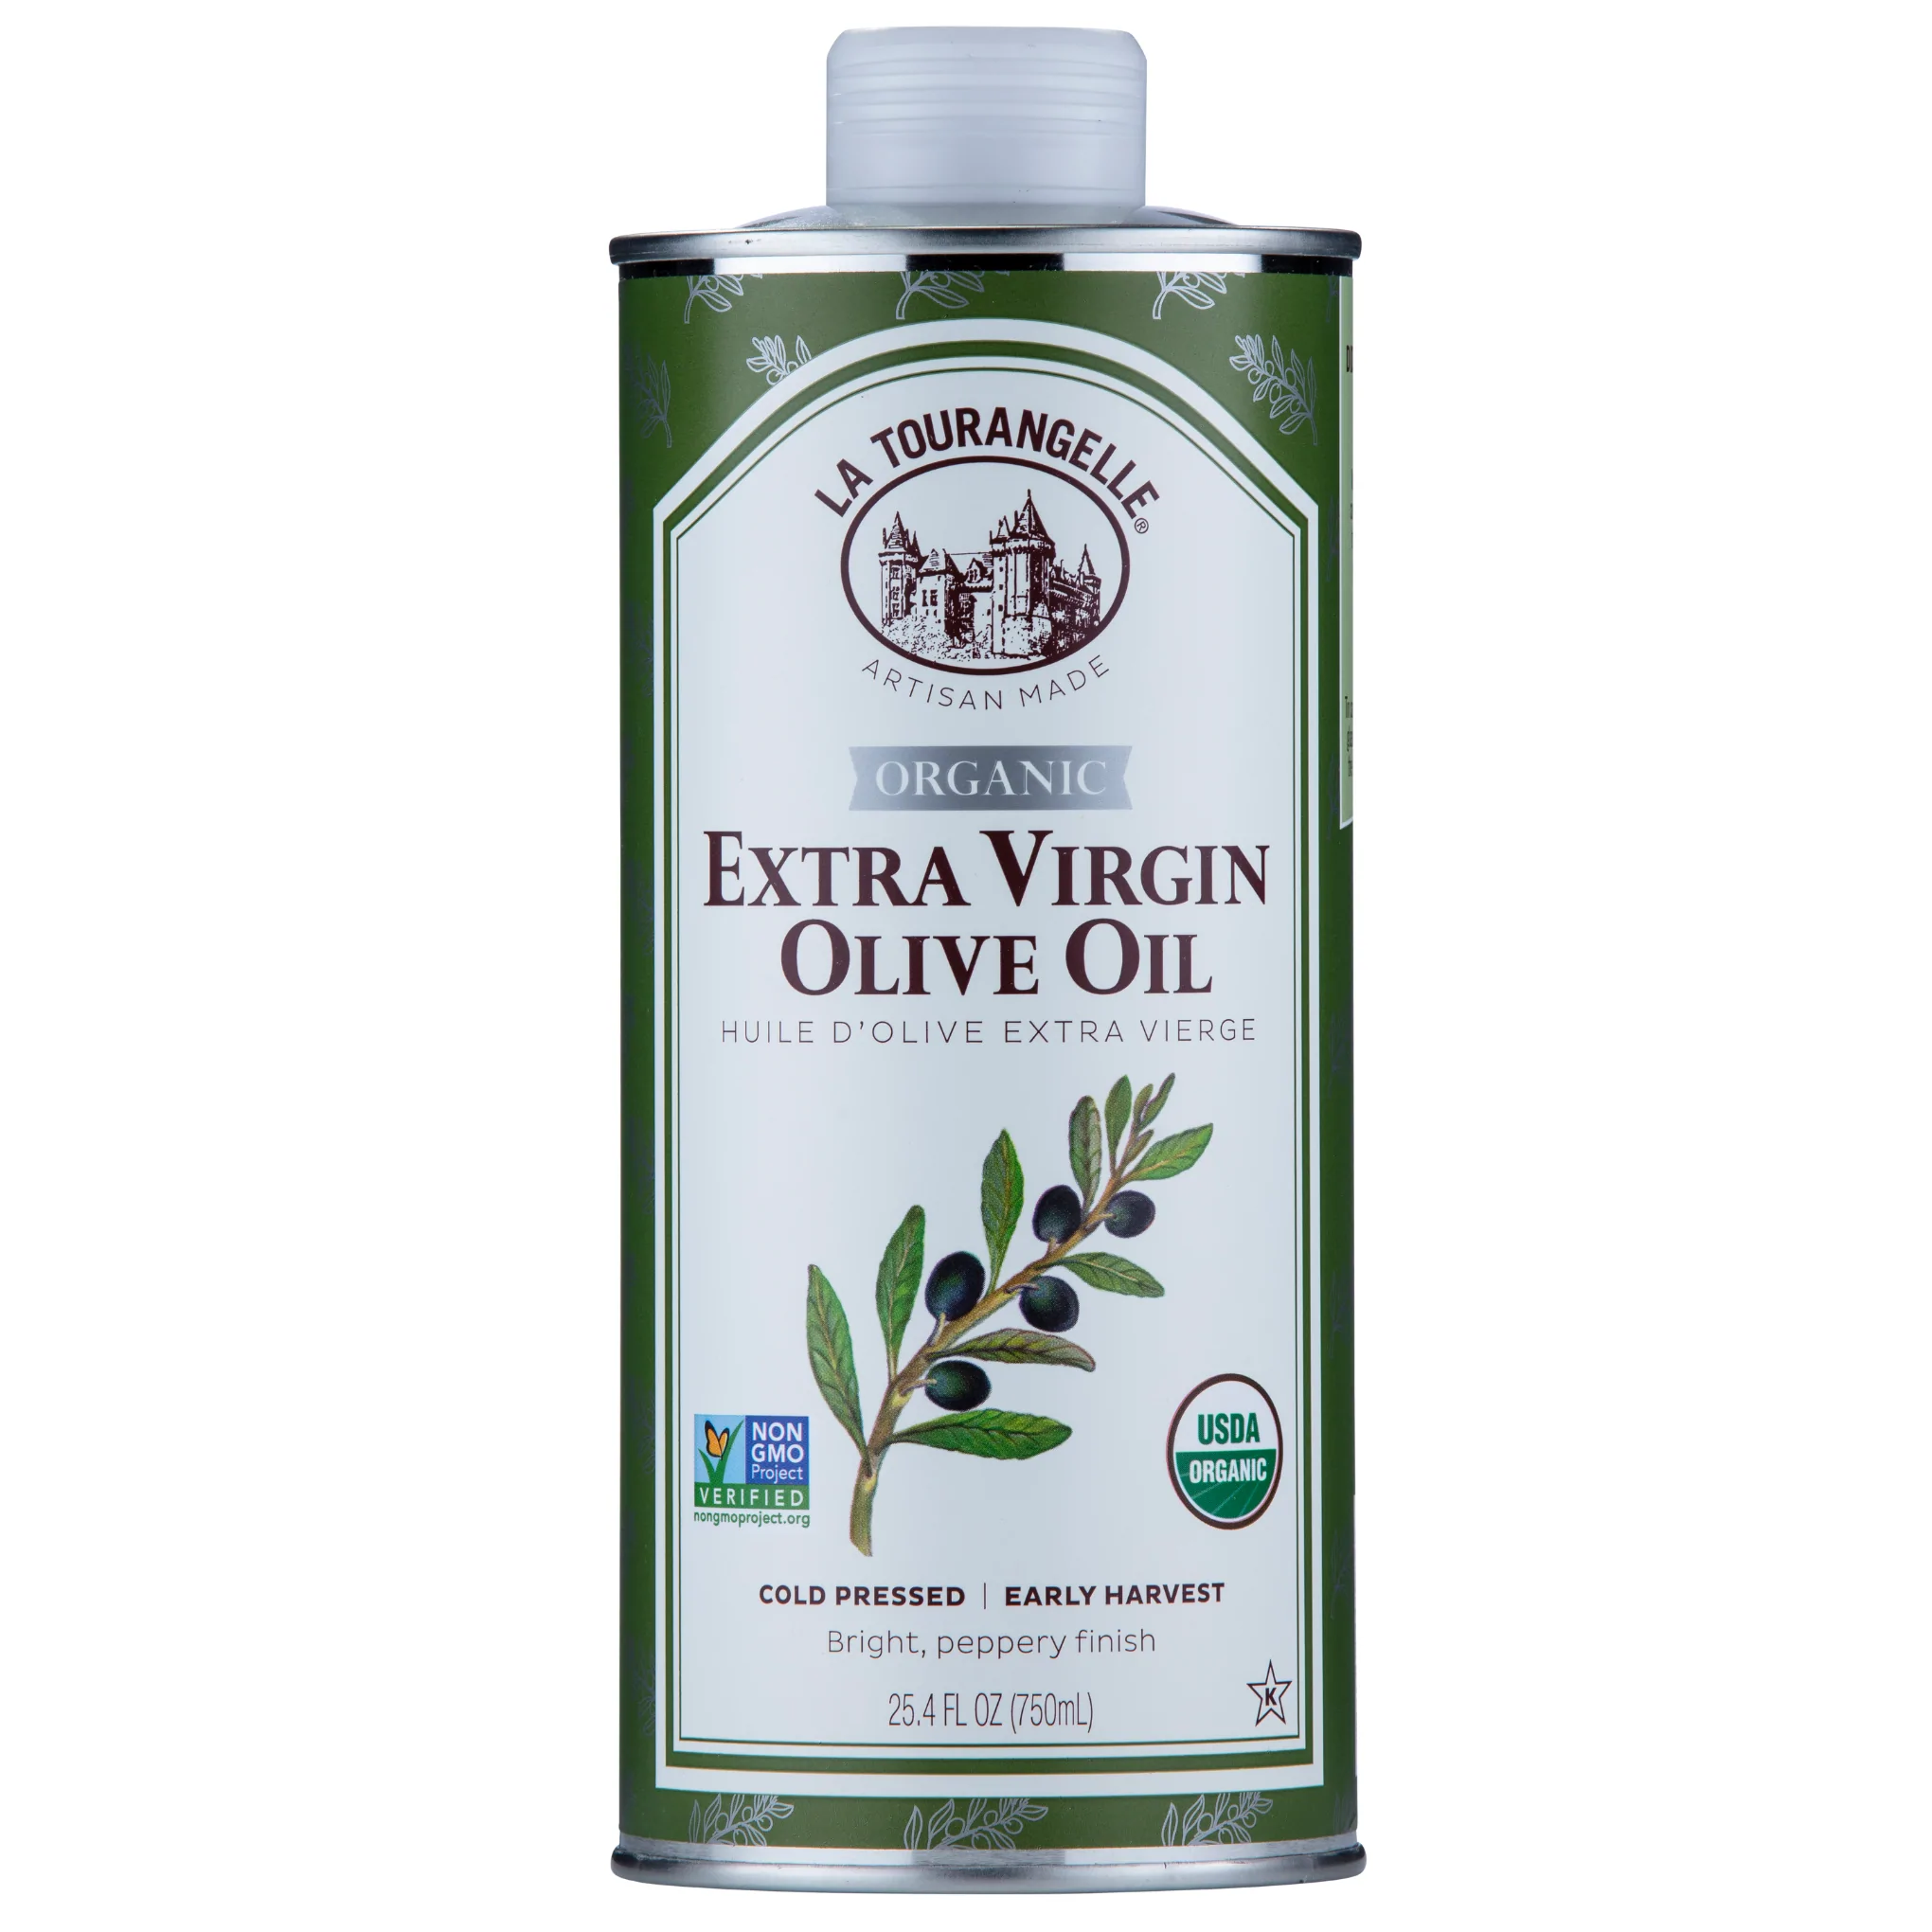 LA TOURANGELLE®
ARTISAN MADE
ORGANIC
EXTRA VIRGIN
OLIVE OIL
HUILE D'OLIVE EXTRA VIERGE
NON
GMO
Project
VERIFIED
nongmoproject.org
USDA
ORGANIC
COLD PRESSED | EARLY HARVEST
Bright, peppery finish
25.4 FL OZ (750mL)
K